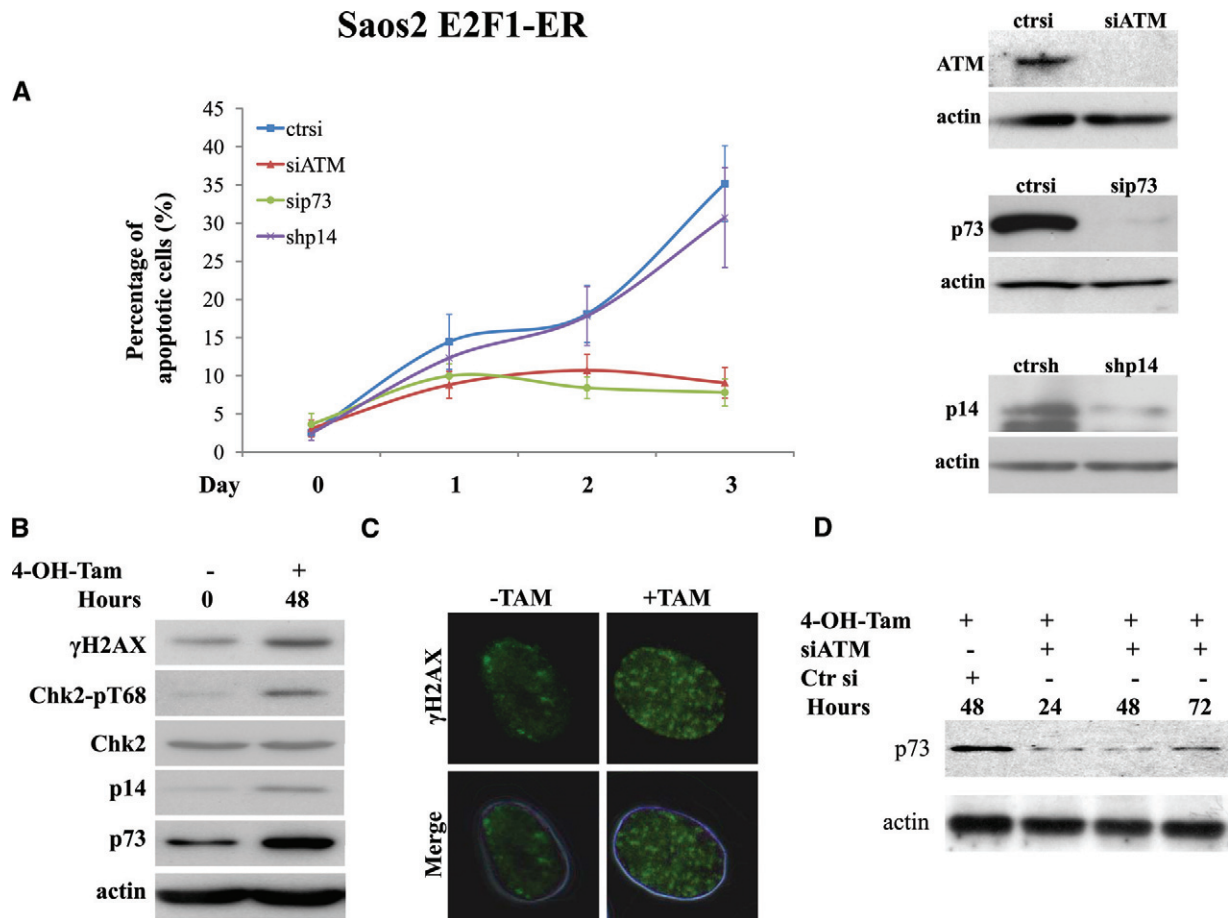 Saos2 E2F1-ER
A
Percentage of
apoptotic cells (%)
45
40
35
30
25
20
15
10
5
0
ctrsi
siATM
sip73
shp14
Day 0 1 2 3
ctrsi siATM
ATM
actin
ctrsi sip73
p73
actin
ctrsh shp14
p14
actin
B
4-OH-Tam - +
Hours 0 48
γH2AX
Chk2-pT68
Chk2
p14
p73
actin
C
-TAM +TAM
γH2AX
Merge
D
4-OH-Tam + + + +
siATM - + + +
Ctr si + - - -
Hours 48 24 48 72
p73
actin